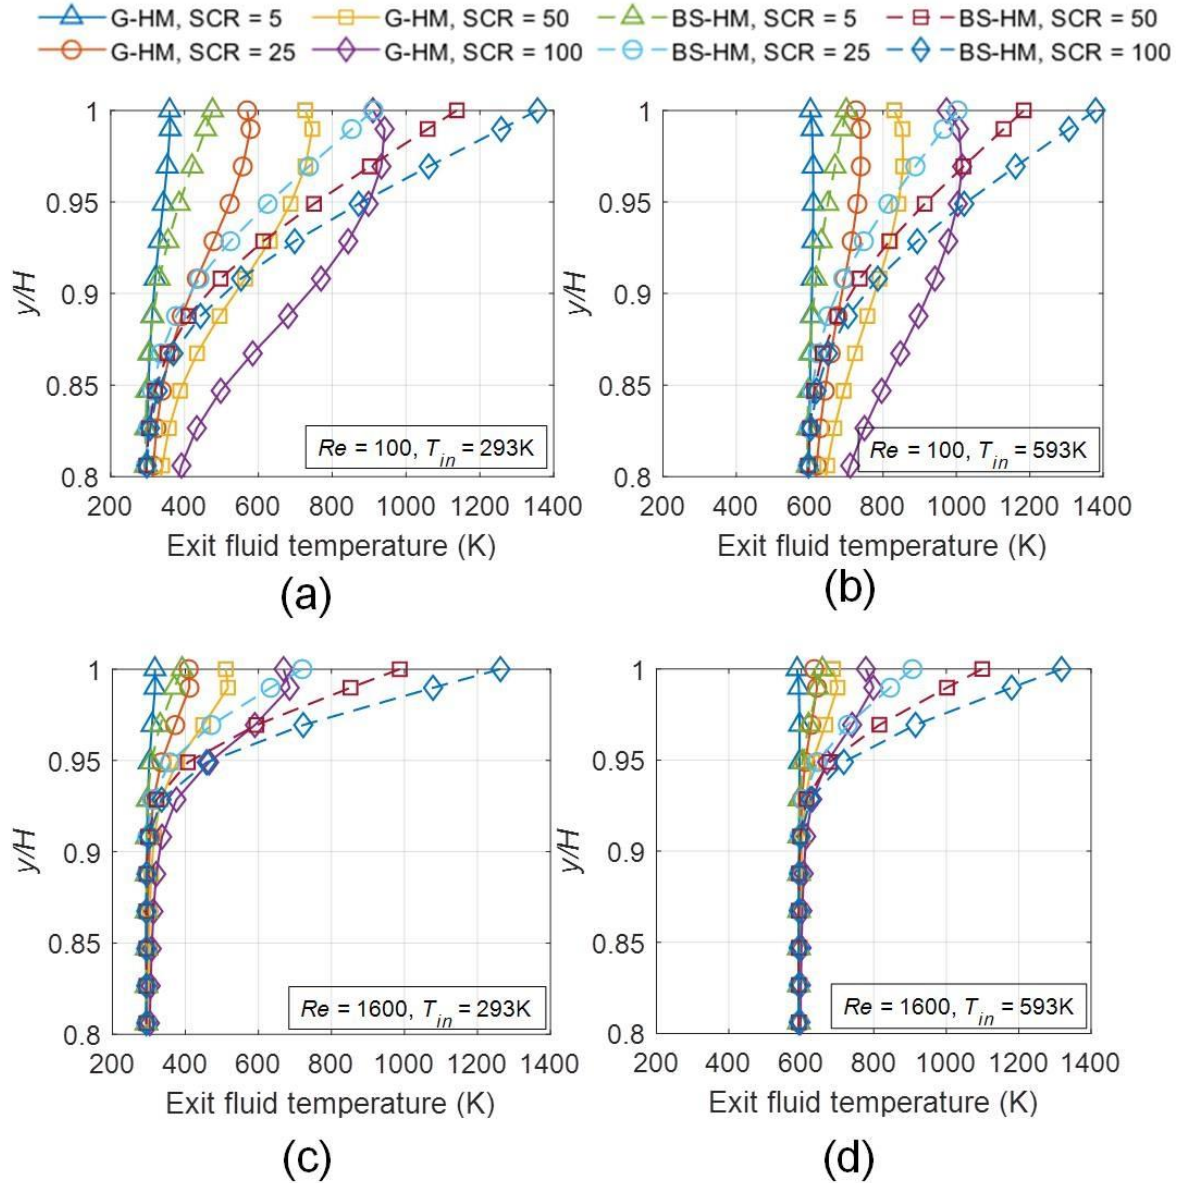 G-HM, SCR = 5 G-HM, SCR = 50 BS-HM, SCR = 5 BS-HM, SCR = 50
G-HM, SCR = 25 G-HM, SCR = 100 BS-HM, SCR = 25 BS-HM, SCR = 100
1
0.95
y/H
0.9
0.85
0.8
Re = 100, T_in = 293K
200 400 600 800 1000 1200 1400
Exit fluid temperature (K)
(a)
1
0.95
y/H
0.9
0.85
0.8
Re = 100, T_in = 593K
200 400 600 800 1000 1200 1400
Exit fluid temperature (K)
(b)
1
0.95
y/H
0.9
0.85
0.8
Re = 1600, T_in = 293K
200 400 600 800 1000 1200 1400
Exit fluid temperature (K)
(c)
1
0.95
y/H
0.9
0.85
0.8
Re = 1600, T_in = 593K
200 400 600 800 1000 1200 1400
Exit fluid temperature (K)
(d)